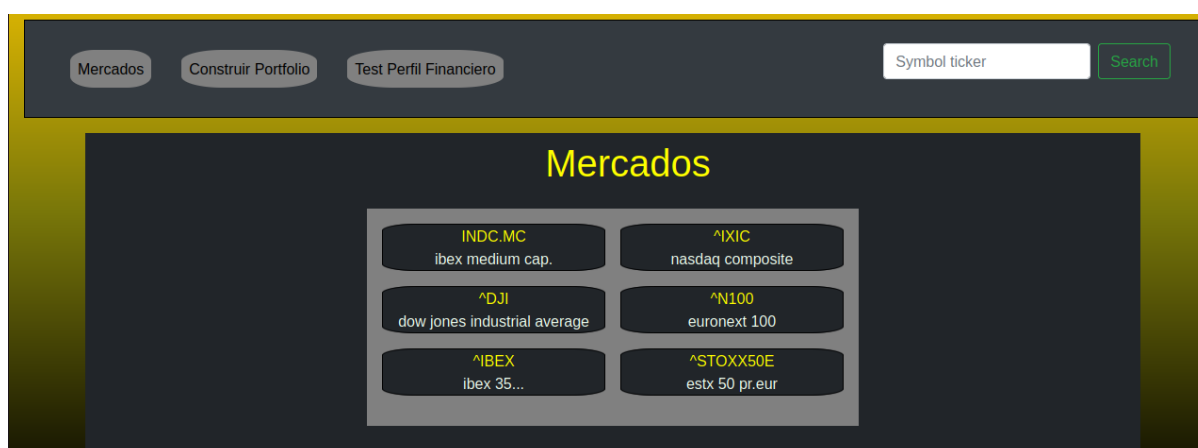 Mercados
Construir Portfolio
Test Perfil Financiero
Symbol ticker
Search
Mercados
INDC.MC
ibex medium cap.
^IXIC
nasdaq composite
^DJI
dow jones industrial average
^N100
euronext 100
^IBEX
ibex 35...
^STOXX50E
estx 50 pr.eur